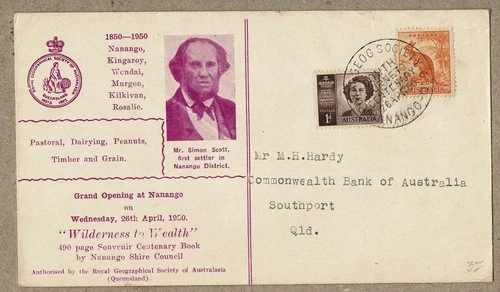 1850—1950
Nanango,
Kingaroy,
Wondai,
Murgon,
Kilkivan,
Rosalie.
Pastoral, Dairying, Peanuts,
Timber and Grain.
Mr. Simon Scott,
first settler in
Nanango District.
Grand Opening at Nanango
on
Wednesday, 26th April, 1950.
"Wilderness to Wealth"
490 page Souvenir Centenary Book
by Nanango Shire Council
Authorised by the Royal Geographical Society of Australasia
(Queensland).
GEOG SOCIETY
NANANGO
AUSTRALIA
Mr M.H.Hardy
Commonwealth Bank of Australia
Southport
Qld.